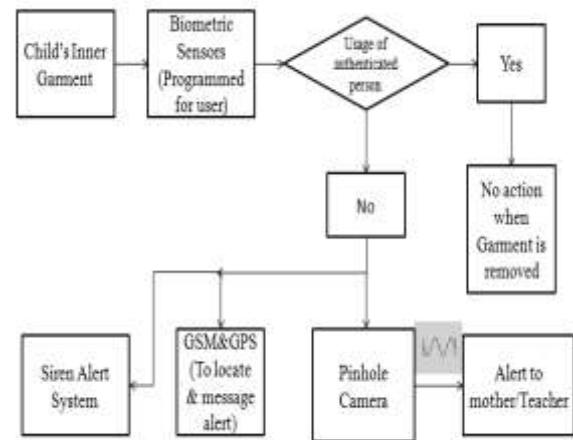 Child's Inner
Garment
Biometric
Sensors
(Programmed
for user)
Usage of
authenticated
person
Yes
No
No action
when
Garment is
removed
Siren Alert
System
GSM&GPS
(To locate
& message
alert)
Pinhole
Camera
Alert to
mother/Teacher